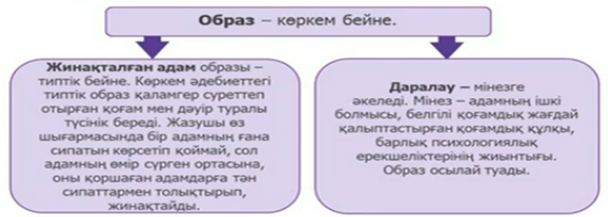 Образ – көркем бейне.
Жинақталған адам образы –
типтік бейне. Көркем әдебиеттегі
типтік образ қаламгер суреттеп
отырған қоғам мен дәуір туралы
түсінік береді. Жазушы өз
шығармасында бір адамның ғана
сипатын көрсетіп қоймай, сол
адамның өмір сүрген ортасына,
оны қоршаған адамдарға тән
сипаттармен толықтырып,
жинақтайды.
Даралау – мінезге
әкеледі. Мінез – адамның ішкі
болмысы, белгілі қоғамдық жағдай
қалыптастырған қоғамдық құлқы,
барлық психологиялық
ерекшеліктерінің жиынтығы.
Образ осылай туады.